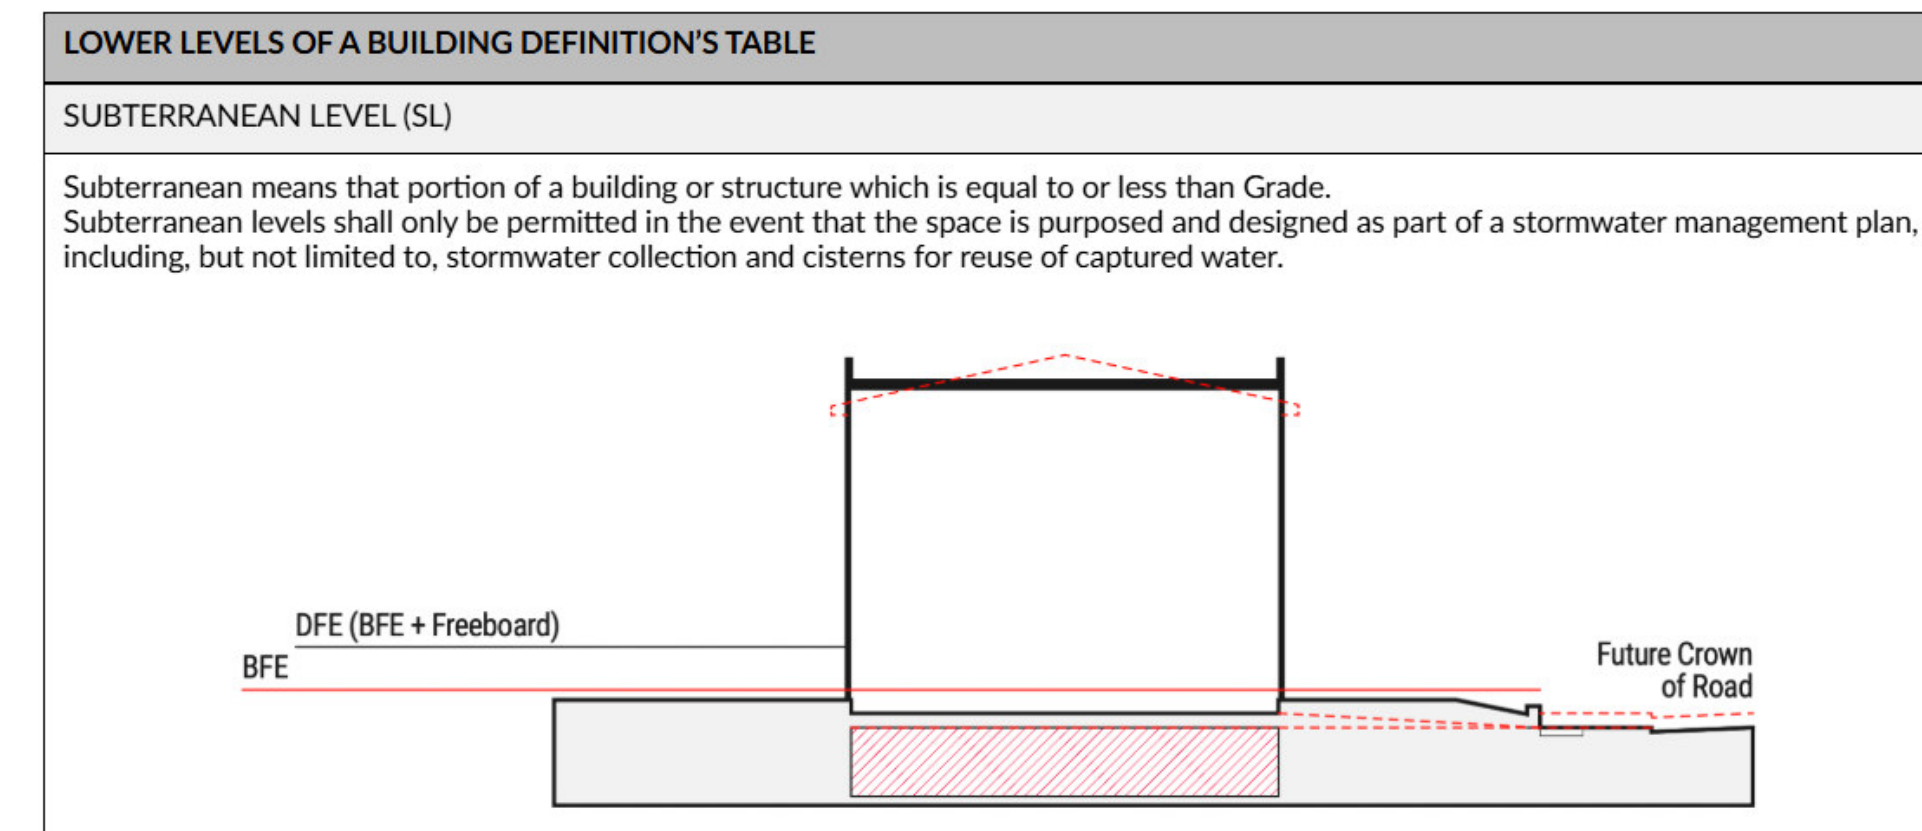 LOWER LEVELS OF A BUILDING DEFINITION'S TABLE
SUBTERRANEAN LEVEL (SL)
Subterranean means that portion of a building or structure which is equal to or less than Grade.
Subterranean levels shall only be permitted in the event that the space is purposed and designed as part of a stormwater management plan,
including, but not limited to, stormwater collection and cisterns for reuse of captured water.
DFE (BFE + Freeboard)
BFE
Future Crown
of Road